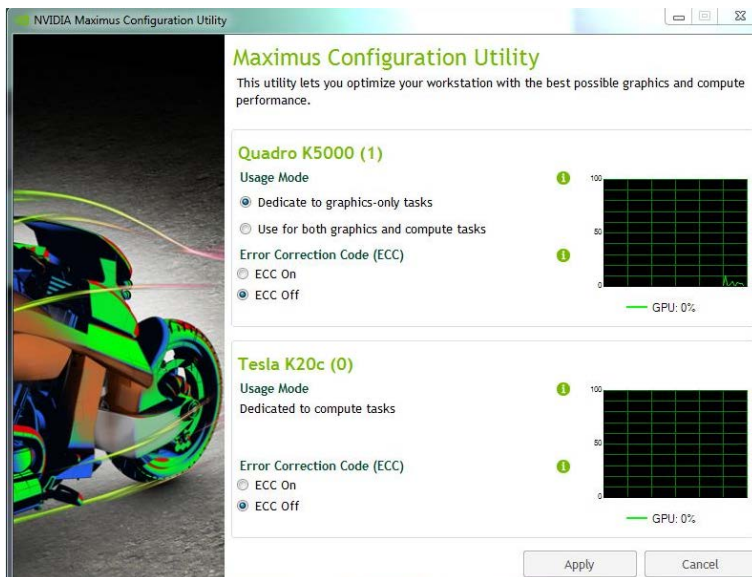 NVIDIA Maximus Configuration Utility
Maximus Configuration Utility
This utility lets you optimize your workstation with the best possible graphics and compute
performance.
Quadro K5000 (1)
Usage Mode
Dedicate to graphics-only tasks
Use for both graphics and compute tasks
Error Correction Code (ECC)
ECC On
ECC Off
100
50
0
GPU: 0%
Tesla K20c (0)
Usage Mode
Dedicated to compute tasks
Error Correction Code (ECC)
ECC On
ECC Off
100
50
0
GPU: 0%
Apply
Cancel